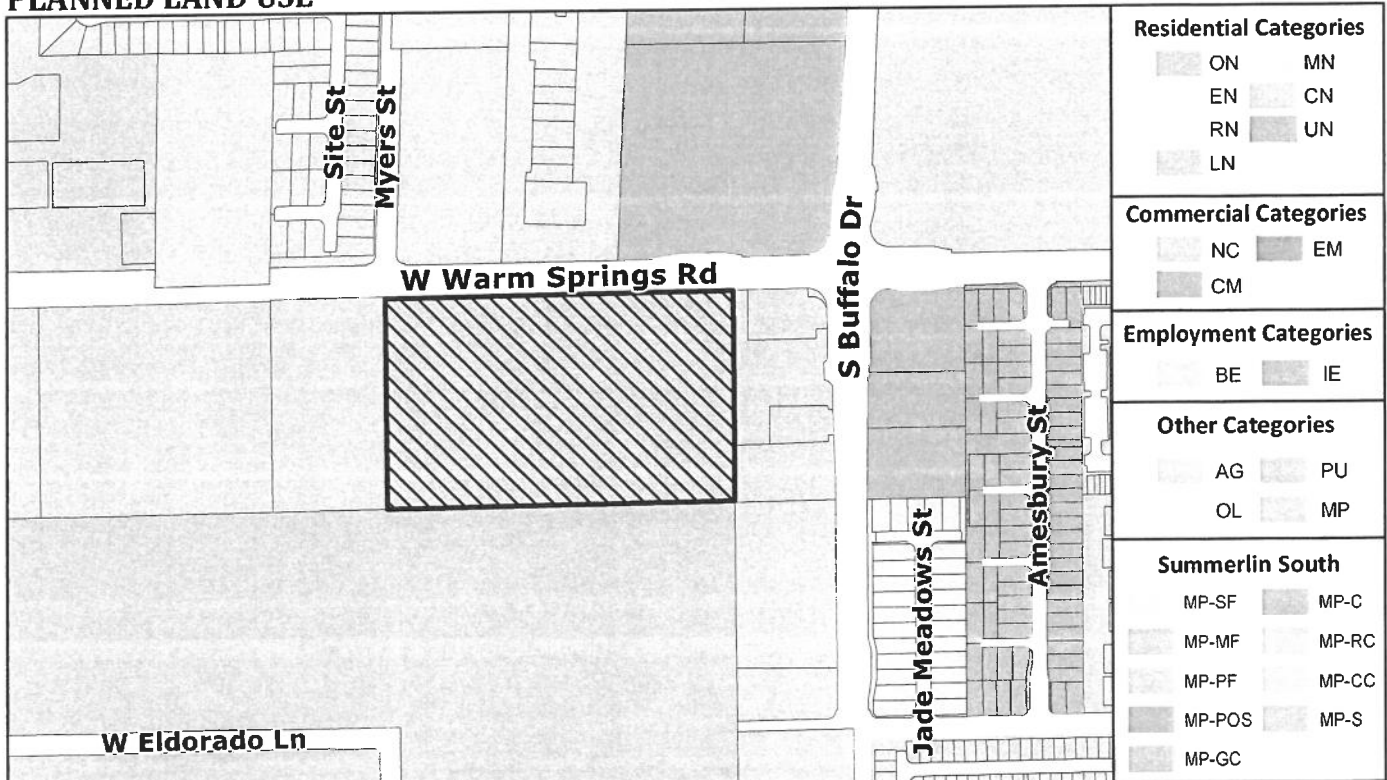 PLANNED LAND USE
Site St
Myers St
W Warm Springs Rd
S Buffalo Dr
Amesbury St
Jade Meadows St
W Eldorado Ln
Residential Categories
ON MN
EN CN
RN UN
LN
Commercial Categories
NC EM
CM
Employment Categories
BE IE
Other Categories
AG PU
OL MP
Summerlin South
MP-SF MP-C
MP-MF MP-RC
MP-PF MP-CC
MP-POS MP-S
MP-GC